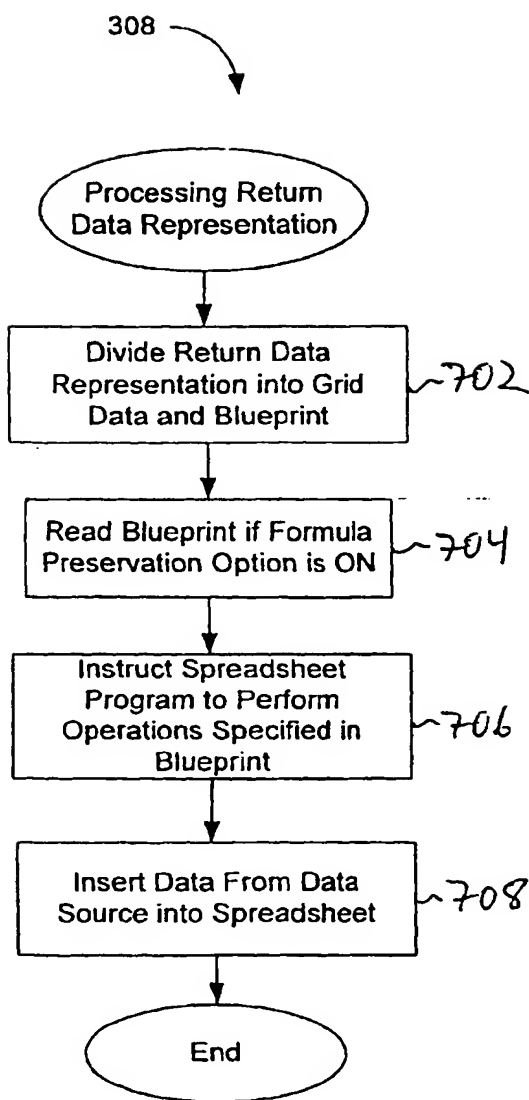 308
Processing Return
Data Representation
Divide Return Data
Representation into Grid
Data and Blueprint
702
Read Blueprint if Formula
Preservation Option is ON
704
Instruct Spreadsheet
Program to Perform
Operations Specified in
Blueprint
706
Insert Data From Data
Source into Spreadsheet
708
End